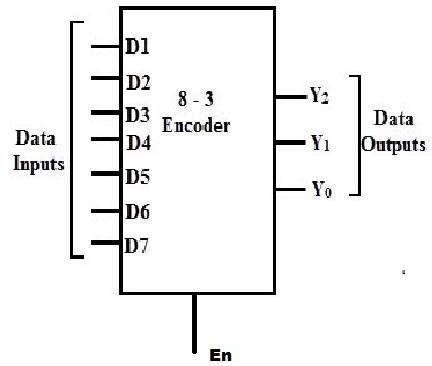 Data
Inputs
D1
D2
D3
D4
D5
D6
D7
8 - 3
Encoder
Y2
Y1
Y0
Data
Outputs
En